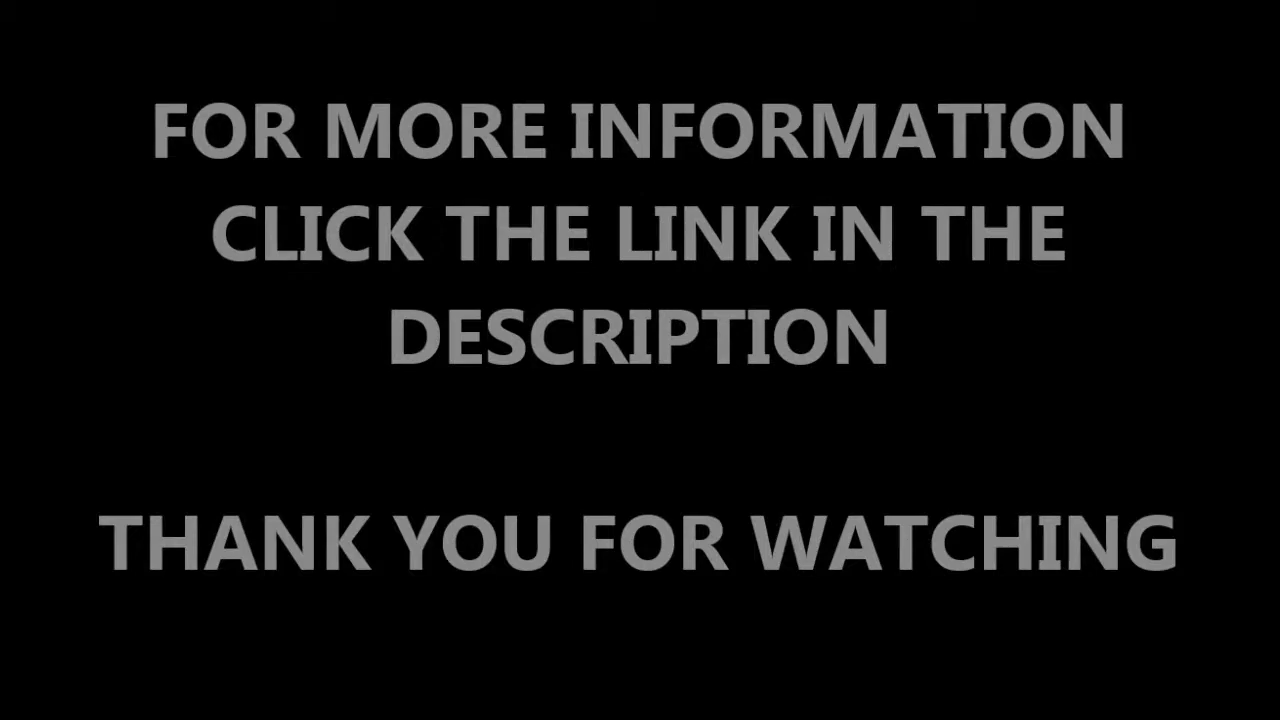 FOR MORE INFORMATION
CLICK THE LINK IN THE
DESCRIPTION
THANK YOU FOR WATCHING